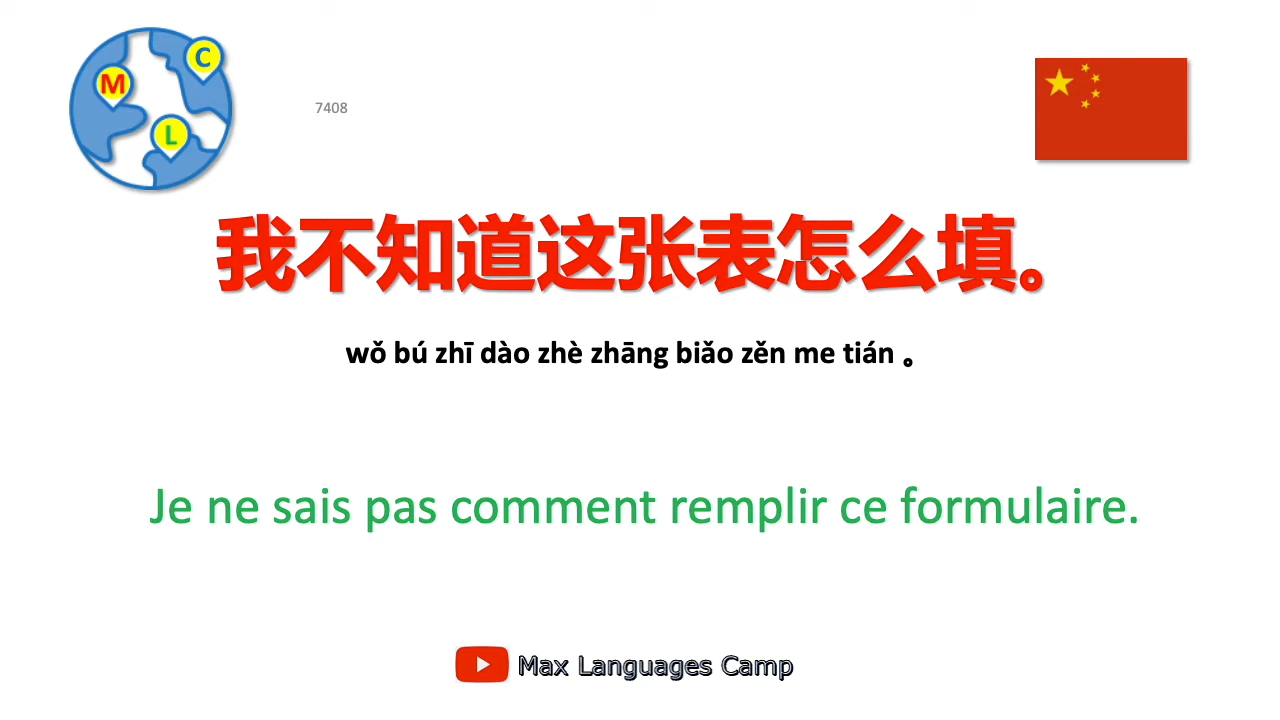 M
C
L
7408
我不知道这张表怎么填。
wǒ bú zhī dào zhè zhāng biǎo zěn me tián 。
Je ne sais pas comment remplir ce formulaire.
Max Languages Camp